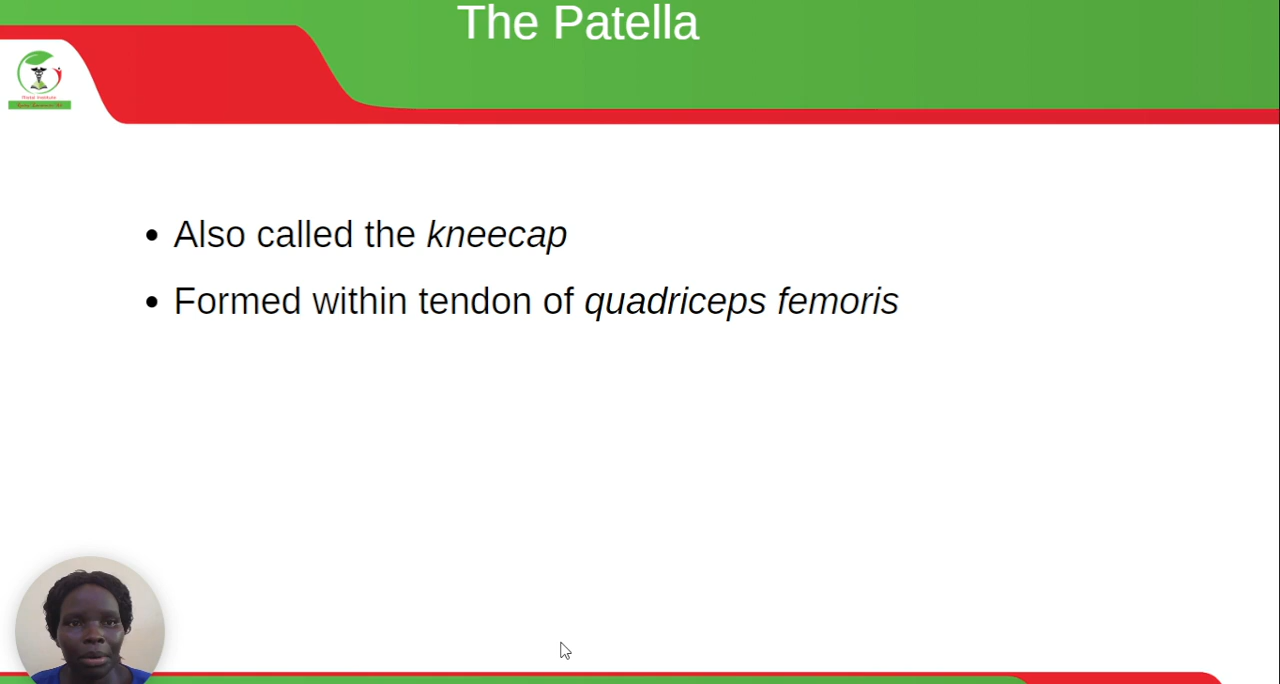 The Patella
• Also called the kneecap
• Formed within tendon of quadriceps femoris